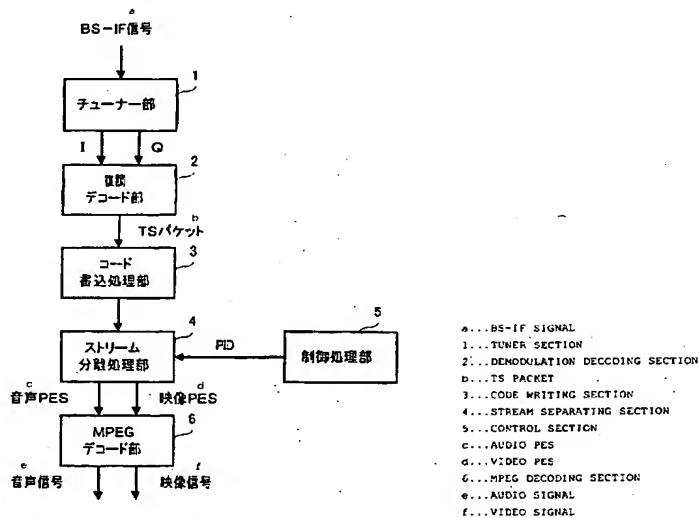 a
BS-IF信号
1
チューナー部
I Q
2
復調
デコード部
b
TSパケット
3
コード
書込処理部
4
ストリーム
分離処理部
PID
5
制御処理部
c
音声PES
d
映像PES
6
MPEG
デコード部
e
音声信号
f
映像信号
a...BS-IF SIGNAL
1...TUNER SECTION
2...DEMODULATION DECODING SECTION
b...TS PACKET
3...CODE WRITING SECTION
4...STREAM SEPARATING SECTION
5...CONTROL SECTION
c...AUDIO PES
d...VIDEO PES
6...MPEG DECODING SECTION
e...AUDIO SIGNAL
f...VIDEO SIGNAL